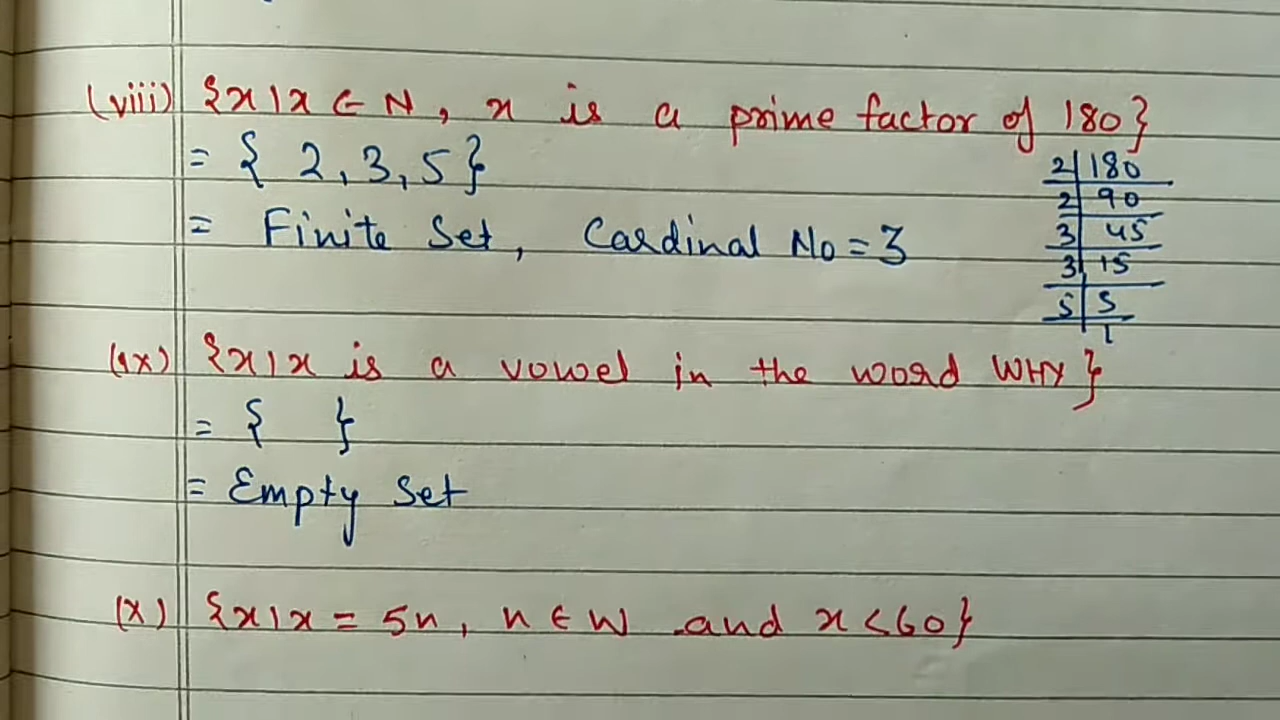 (viii) {x | x ∈ N, x is a prime factor of 180}
= { 2, 3, 5 }
= Finite Set, Cardinal No = 3
2 | 180
2 | 90
3 | 45
3 | 15
5 | 5
1
(ix) {x | x is a vowel in the word WHY}
= { }
= Empty Set
(x) {x | x = 5n, n ∈ W and x < 60}